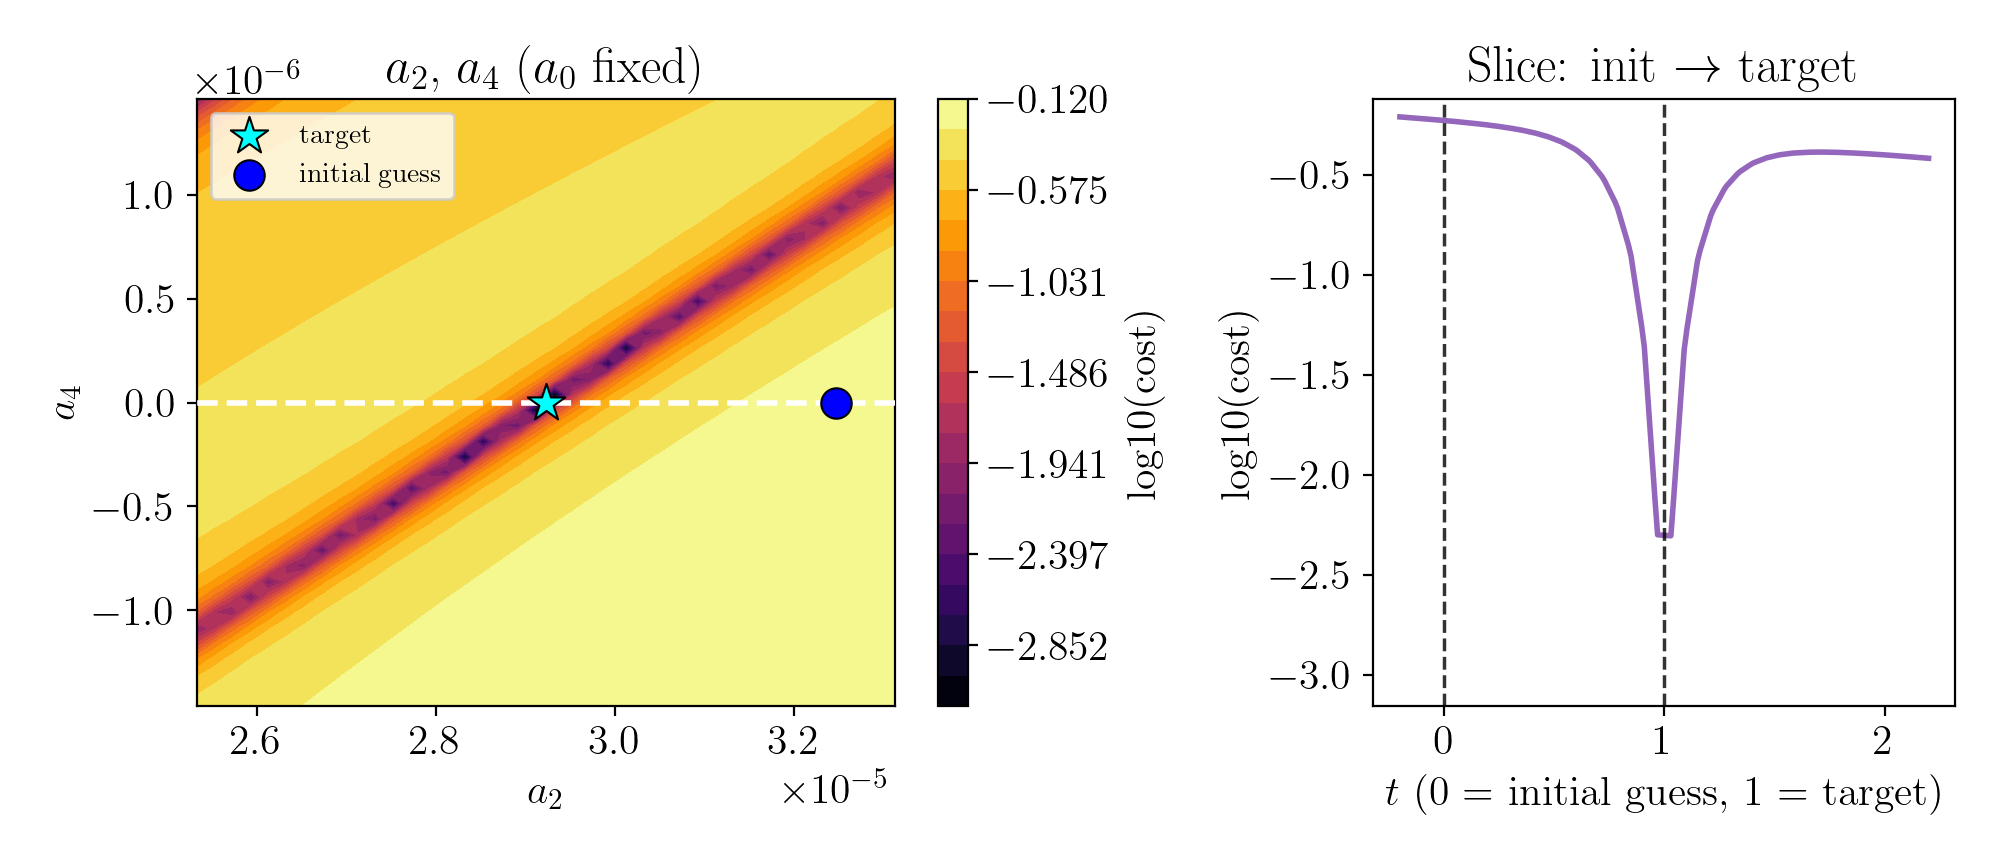 a₂, a₄ (a₀ fixed)
×10⁻⁶
target
initial guess
1.0
0.5
0.0
−0.5
−1.0
a₄
2.6 2.8 3.0 3.2
×10⁻⁵
a₂
−0.120
−0.575
−1.031
−1.486
−1.941
−2.397
−2.852
log10(cost)
Slice: init → target
−0.5
−1.0
−1.5
−2.0
−2.5
−3.0
log10(cost)
0 1 2
t (0 = initial guess, 1 = target)